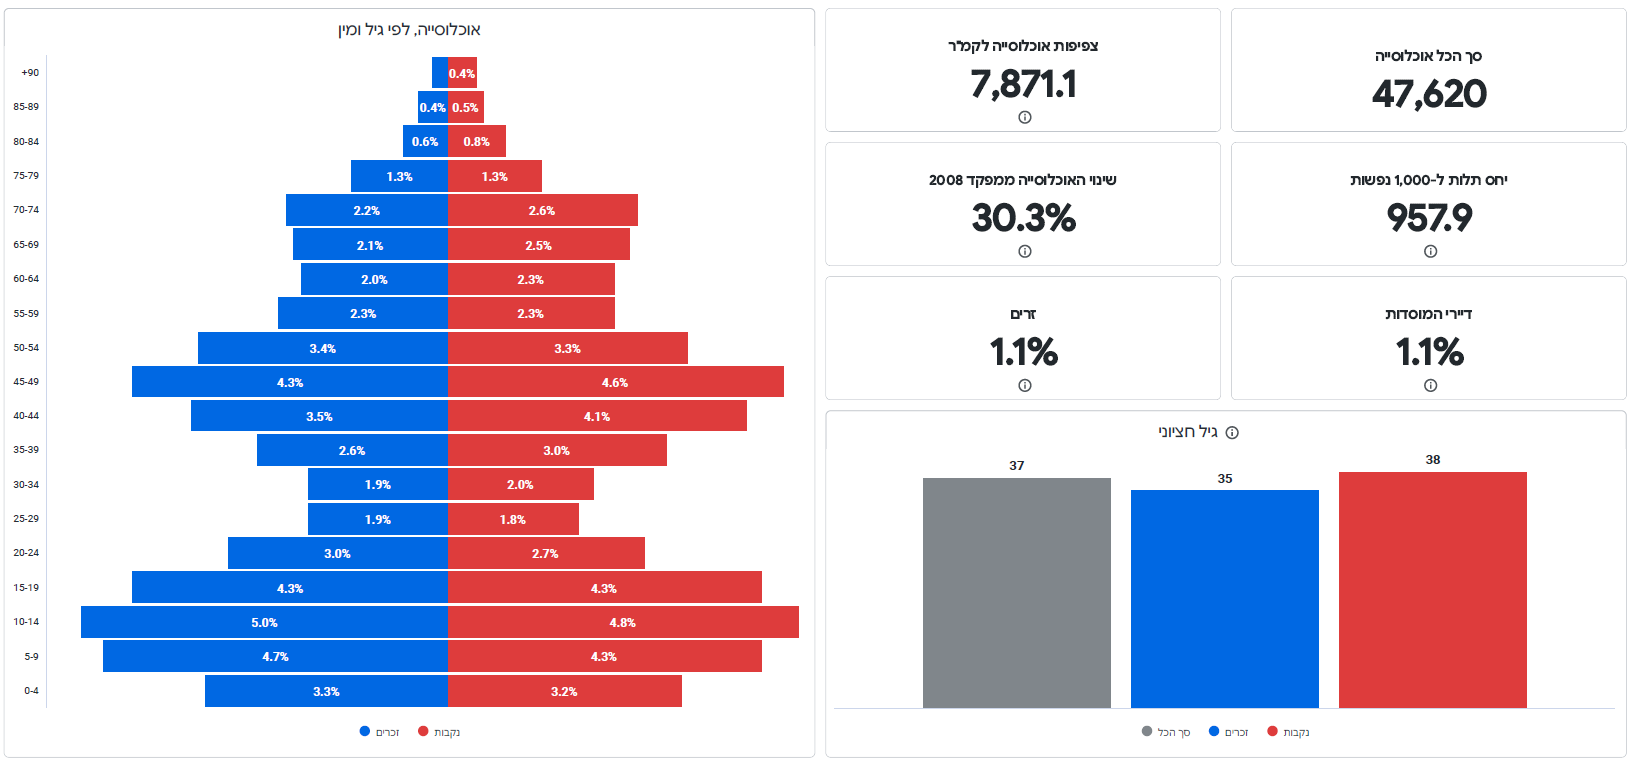 אוכלוסייה, לפי גיל ומין
+90 0.4%
85-89 0.4% 0.5%
80-84 0.6% 0.8%
75-79 1.3% 1.3%
70-74 2.2% 2.6%
65-69 2.1% 2.5%
60-64 2.0% 2.3%
55-59 2.3% 2.3%
50-54 3.4% 3.3%
45-49 4.3% 4.6%
40-44 3.5% 4.1%
35-39 2.6% 3.0%
30-34 1.9% 2.0%
25-29 1.9% 1.8%
20-24 3.0% 2.7%
15-19 4.3% 4.3%
10-14 5.0% 4.8%
5-9 4.7% 4.3%
0-4 3.3% 3.2%
זכרים נקבות
סך הכל אוכלוסייה
47,620
צפיפות אוכלוסייה לקמ"ר
7,871.1
יחס תלות ל-1,000 נפשות
957.9
שינוי האוכלוסייה ממפקד 2008
30.3%
דיירי המוסדות
1.1%
זרים
1.1%
גיל חציוני
37
35
38
סך הכל זכרים נקבות